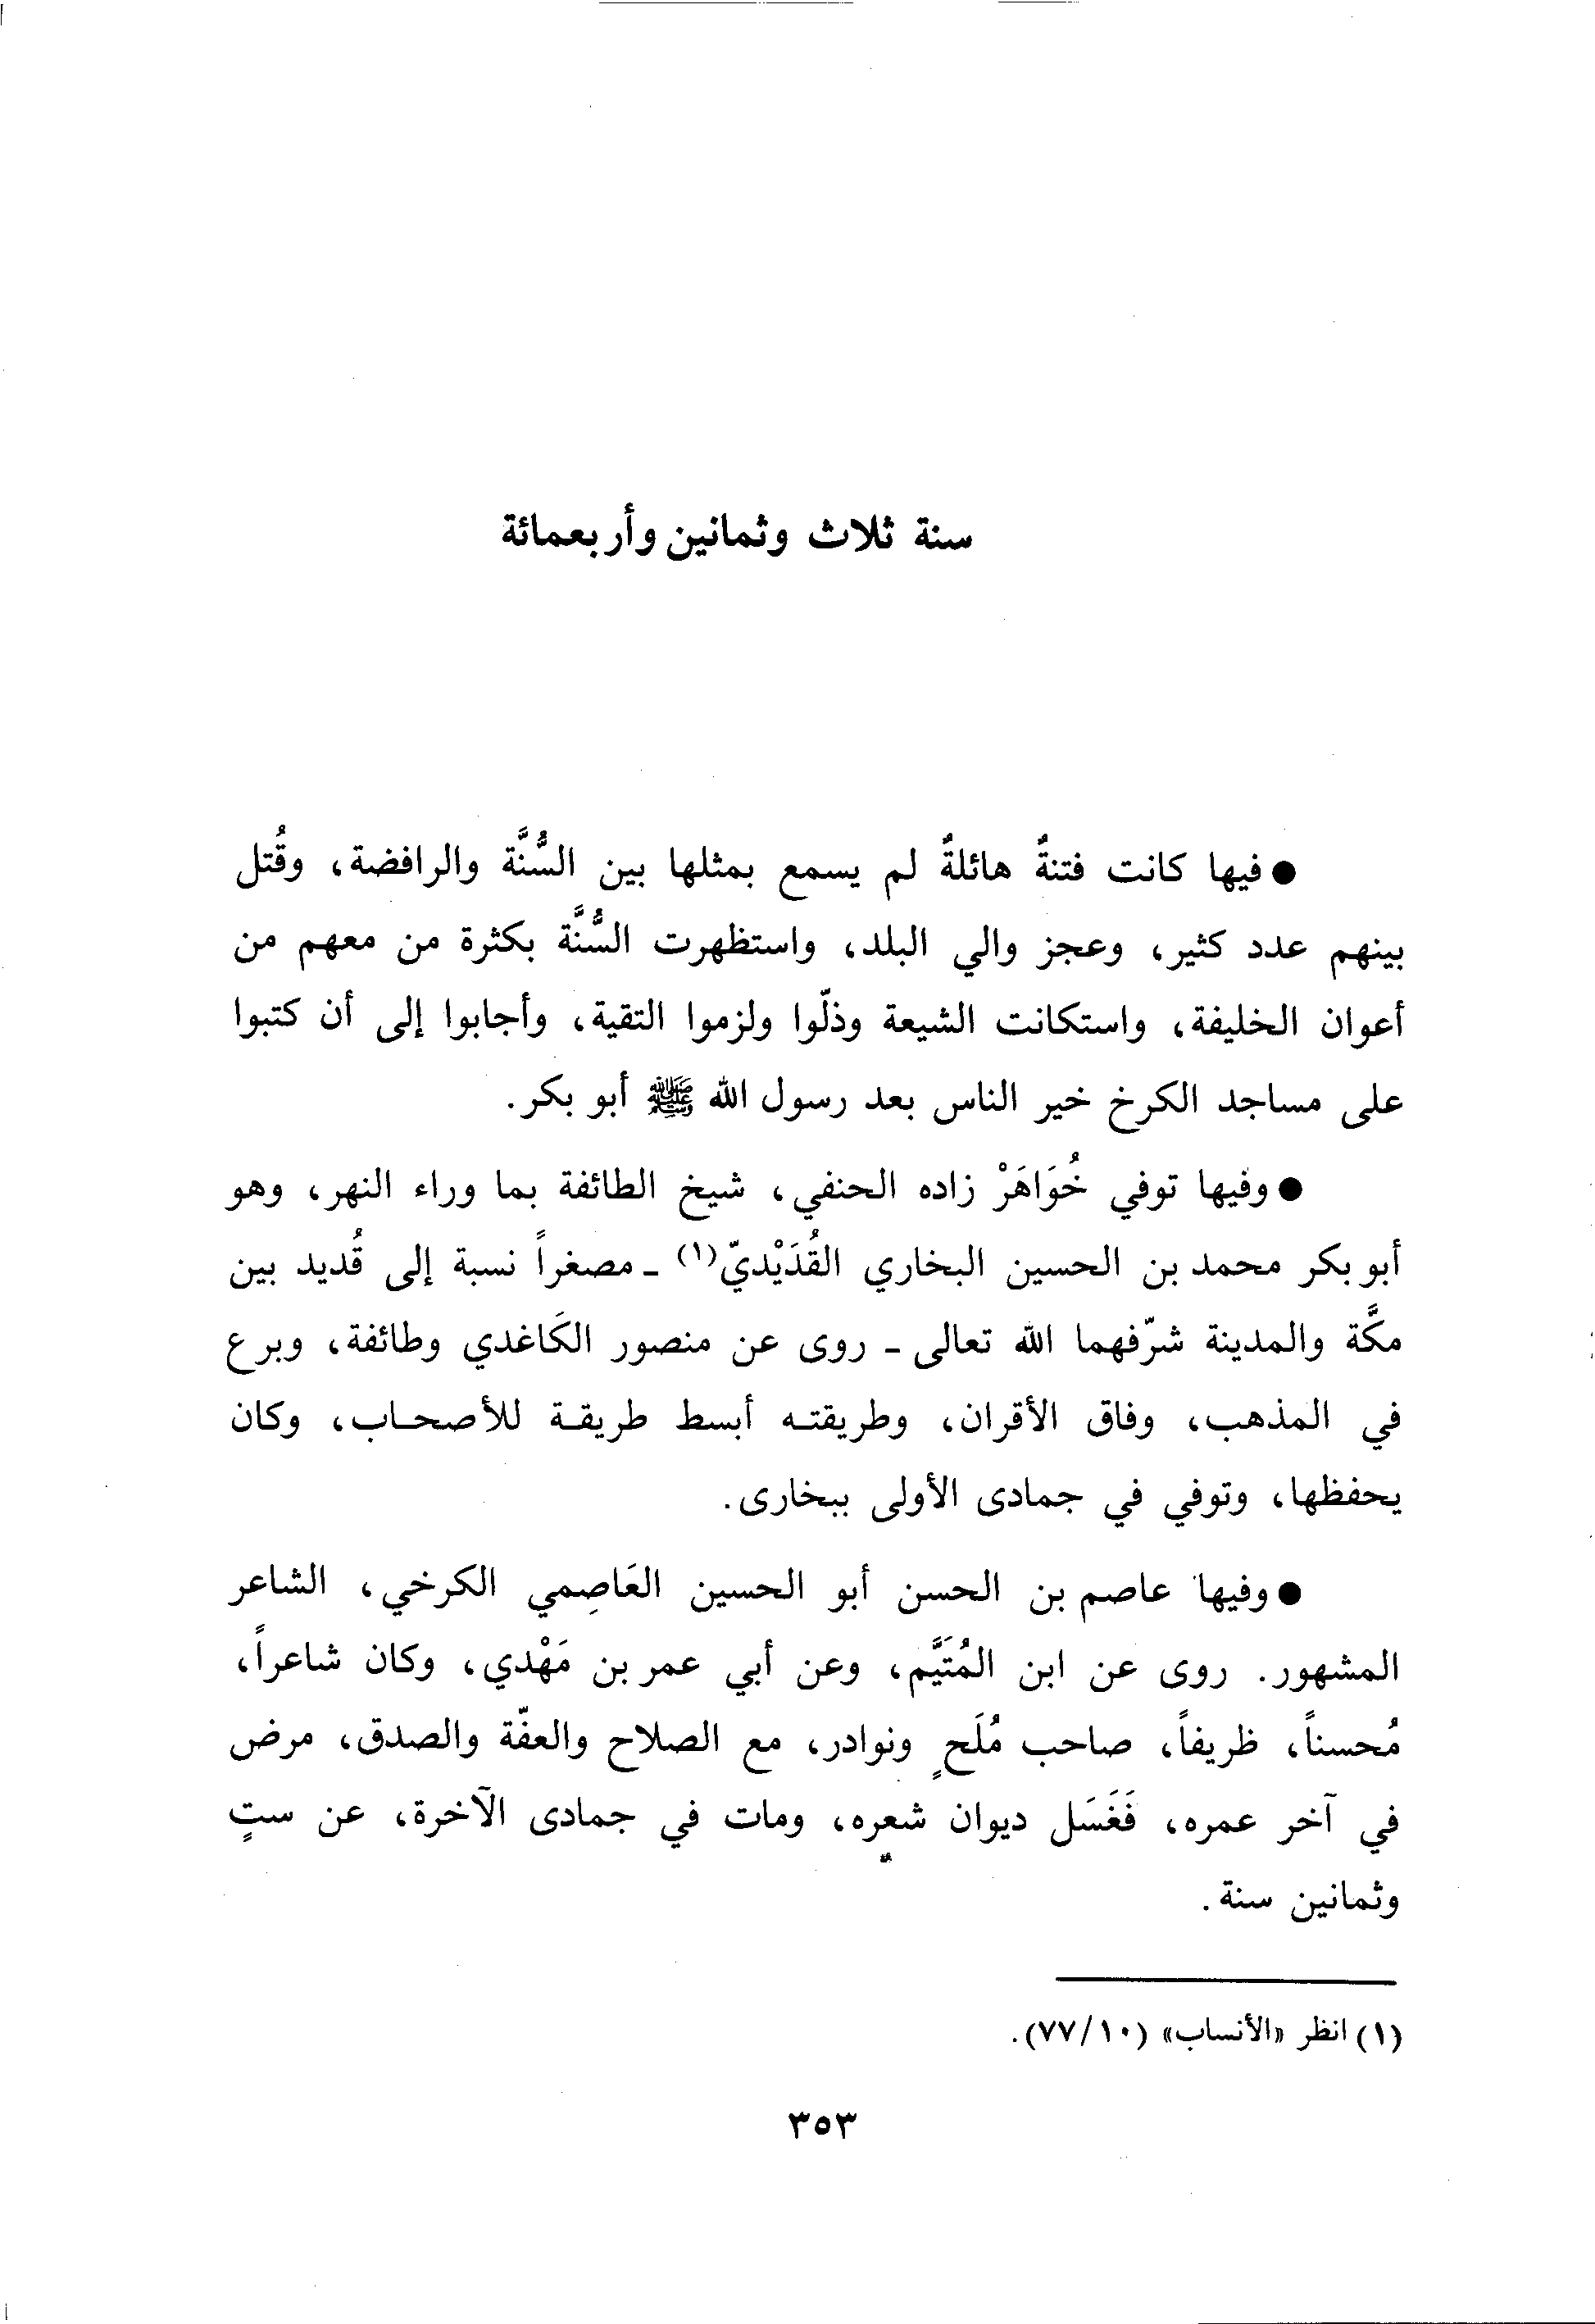 سنة ثلاث وثمانين وأربعمائة
● فيها كانت فتنةٌ هائلةٌ لم يسمع بمثلها بين السُّنَّة والرافضة، وقُتل
بينهم عدد كثير، وعجز والي البلد، واستظهرت السُّنَّة بكثرة من معهم من
أعوان الخليفة، واستكانت الشيعة وذلّوا ولزموا التقية، وأجابوا إلى أن كتبوا
على مساجد الكرخ خير الناس بعد رسول الله ﷺ أبو بكر.
● وفيها توفي خُوَاهَرْ زاده الحنفي، شيخ الطائفة بما وراء النهر، وهو
أبو بكر محمد بن الحسين البخاري القُدَيْديّ(١) ـ مصغراً نسبة إلى قُديد بين
مكَّة والمدينة شرّفهما الله تعالى ـ روى عن منصور الكَاغدي وطائفة، وبرع
في المذهب، وفاق الأقران، وطريقتـه أبسط طريقـة للأصحـاب، وكان
يحفظها، وتوفي في جمادى الأولى ببخارى.
● وفيها عاصم بن الحسن أبو الحسين العَاصِمي الكرخي، الشاعر
المشهور. روى عن ابن المُتَيَّم، وعن أبي عمر بن مَهْدي، وكان شاعراً،
مُحسناً، ظريفاً، صاحب مُلَحٍ ونوادر، مع الصلاح والعفّة والصدق، مرض
في آخر عمره، فَغَسَل ديوان شعره، ومات في جمادى الآخرة، عن ستٍ
وثمانين سنة.
(١) انظر «الأنساب» (٧٧/١٠).
٣٥٣